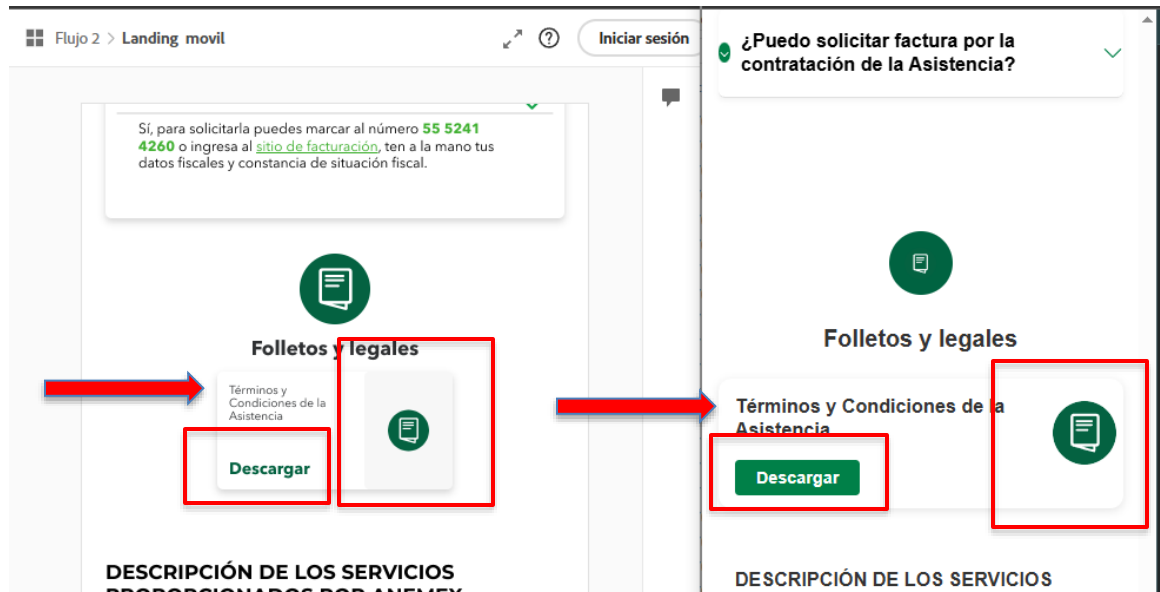 Flujo 2 > Landing movil
Iniciar sesión
Sí, para solicitarla puedes marcar al número 55 5241
4260 o ingresa al sitio de facturación, ten a la mano tus
datos fiscales y constancia de situación fiscal.
Folletos y legales
Términos y
Condiciones de la
Asistencia
Descargar
DESCRIPCIÓN DE LOS SERVICIOS
PROPORCIONADOS POR ANEMEX
¿Puedo solicitar factura por la
contratación de la Asistencia?
Folletos y legales
Términos y Condiciones de la
Asistencia
Descargar
DESCRIPCIÓN DE LOS SERVICIOS